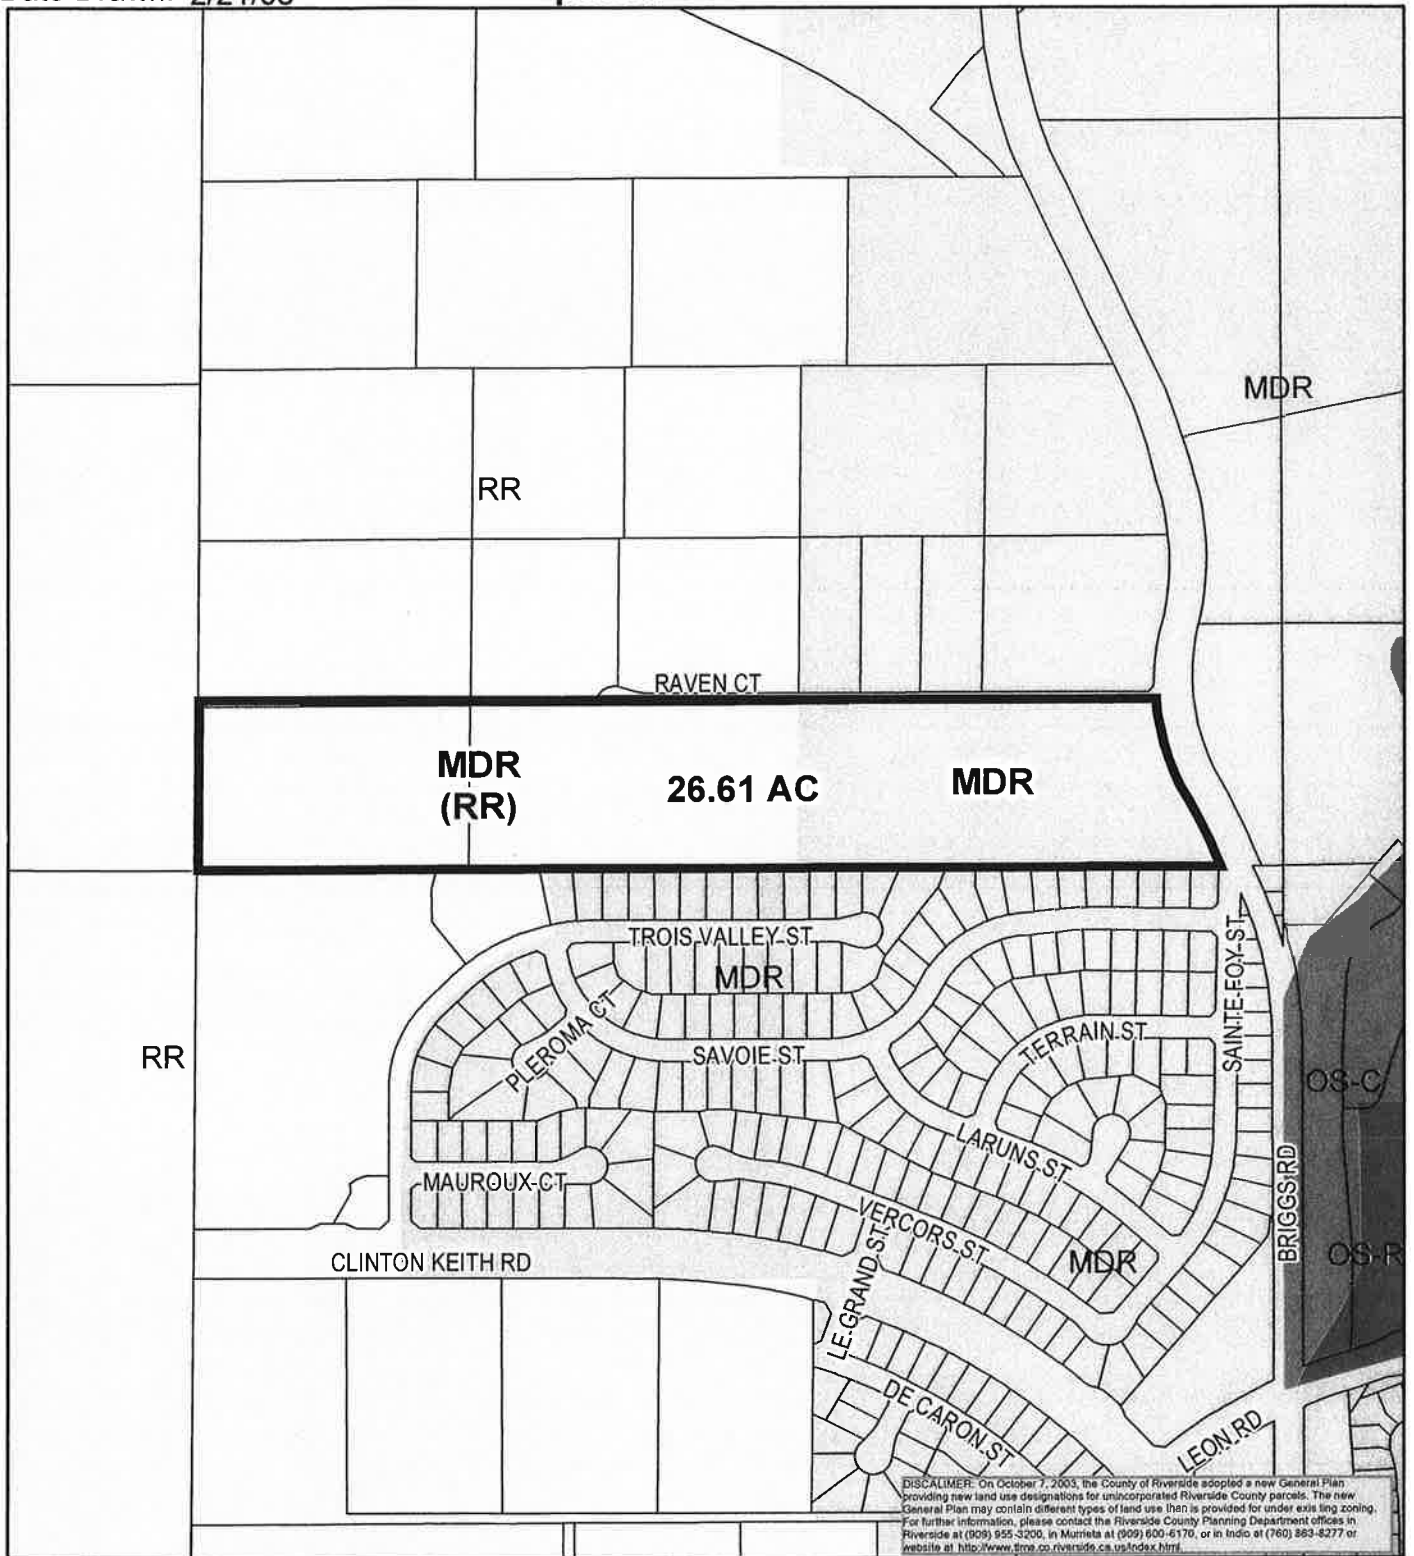 2/21/08
MDR
RR
RAVEN CT
MDR
(RR)
26.61 AC
MDR
TROIS VALLEY ST
MDR
PLEROMA CT
SAVOIE ST
TERRAIN ST
SAINTE FOY ST
RR
OS-C
LARUNS ST
MAUROUX CT
VERCORS ST
BRIGGS RD
CLINTON KEITH RD
LE GRAND ST
MDR
OS-R
DE CARON ST
LEON RD
DISCALIMER: On October 7, 2003, the County of Riverside adopted a new General Plan
providing new land use designations for unincorporated Riverside County parcels. The new
General Plan may contain different types of land use than is provided for under existing zoning.
For further information, please contact the Riverside County Planning Department offices in
Riverside at (909) 955-3200, in Murrieta at (909) 600-6170, or in Indio at (760) 863-8277 or
website at http://www.tlma.co.riverside.ca.us/index.html.